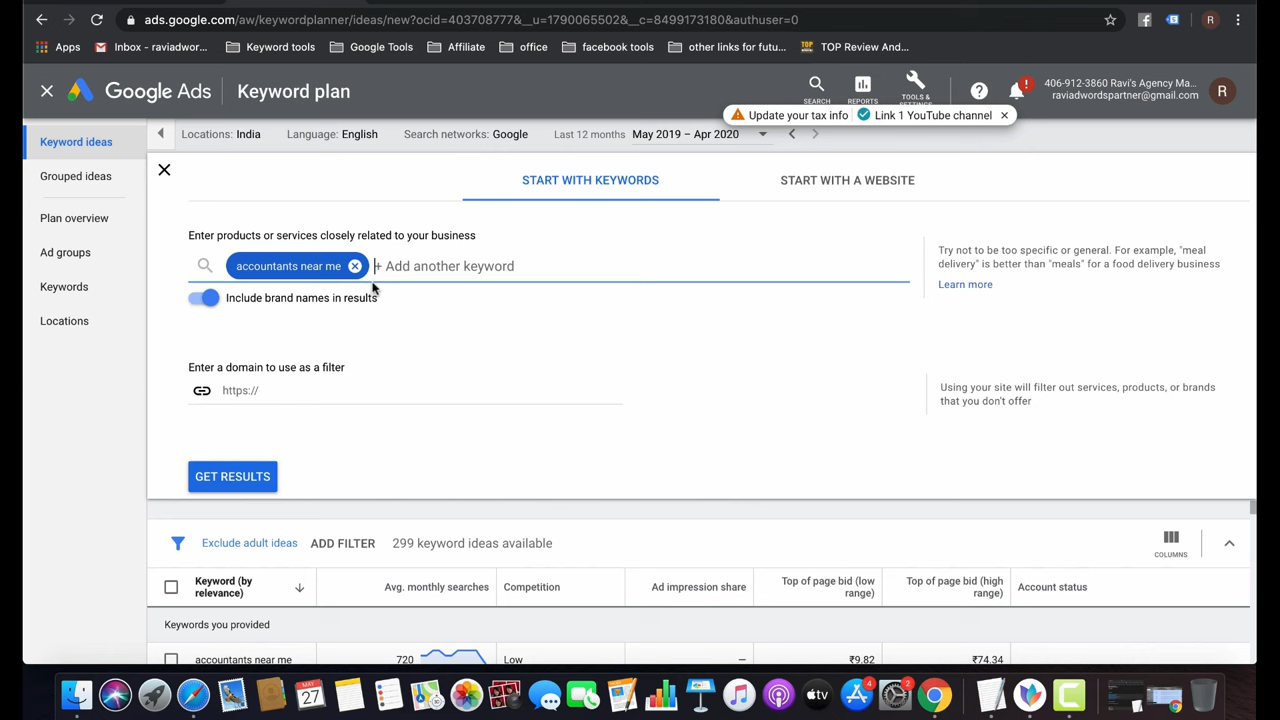 ads.google.com/aw/keywordplanner/ideas/new?ocid=403708777&__u=1790065502&__c=8499173180&authuser=0
R
Apps
Inbox - raviadwor...
Keyword tools
Google Tools
Affiliate
office
facebook tools
other links for futu...
TOP Review And...
Google Ads
Keyword plan
SEARCH
REPORTS
TOOLS &
406-912-3860 Ravi's Agency Ma...
raviadwordspartner@gmail.com
R
Update your tax info
Link 1 YouTube channel
Keyword ideas
Grouped ideas
Plan overview
Ad groups
Keywords
Locations
Locations: India
Language: English
Search networks: Google
Last 12 months
May 2019 – Apr 2020
START WITH KEYWORDS
START WITH A WEBSITE
Enter products or services closely related to your business
accountants near me
+ Add another keyword
Include brand names in results
Try not to be too specific or general. For example, "meal
delivery" is better than "meals" for a food delivery business
Learn more
Enter a domain to use as a filter
https://
Using your site will filter out services, products, or brands
that you don't offer
GET RESULTS
Exclude adult ideas
ADD FILTER
299 keyword ideas available
COLUMNS
Keyword (by
relevance)
Avg. monthly searches
Competition
Ad impression share
Top of page bid (low
range)
Top of page bid (high
range)
Account status
Keywords you provided
accountants near me
720
Low
–
₹9.82
₹74.34
MAY
27
tv
4
2